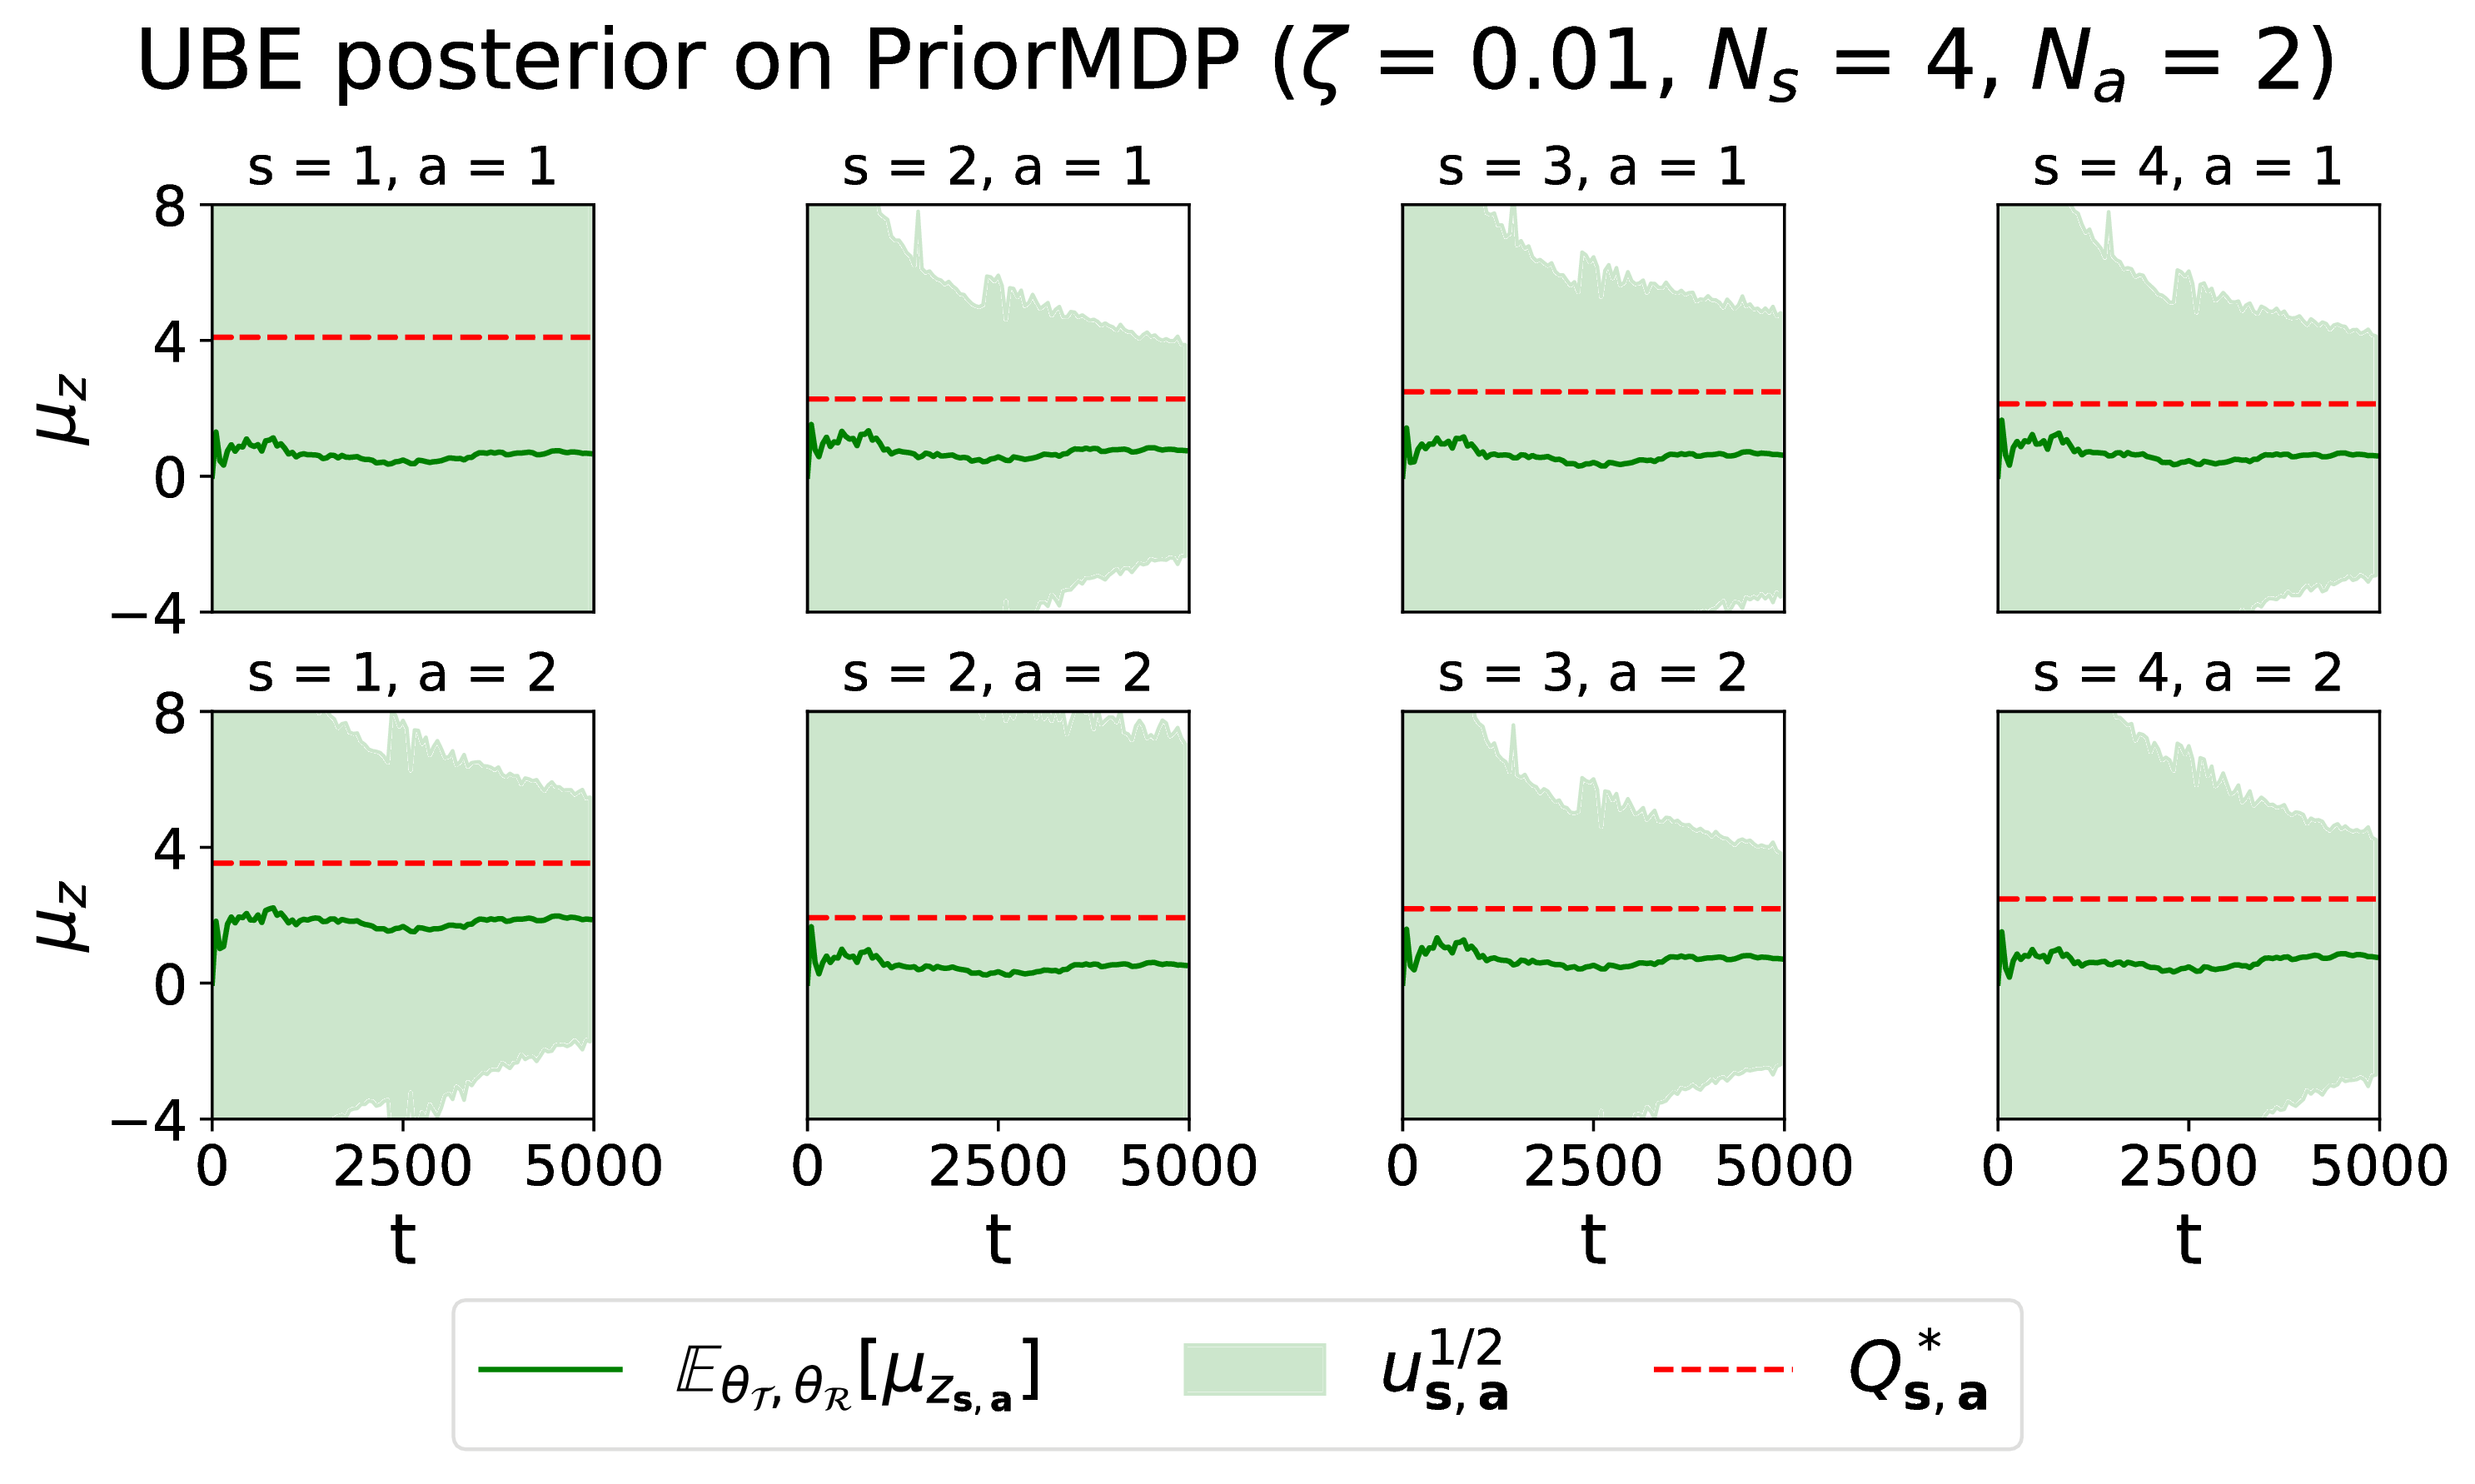 UBE posterior on PriorMDP (ζ = 0.01, N_s = 4, N_a = 2)
s = 1, a = 1
s = 2, a = 1
s = 3, a = 1
s = 4, a = 1
8
4
0
−4
μ_z
s = 1, a = 2
s = 2, a = 2
s = 3, a = 2
s = 4, a = 2
8
4
0
−4
μ_z
0 2500 5000
0 2500 5000
0 2500 5000
0 2500 5000
t
t
t
t
𝔼_{θ_𝒯, θ_ℛ}[μ_{z_{s, a}}]
u_{s, a}^{1/2}
Q_{s, a}^*